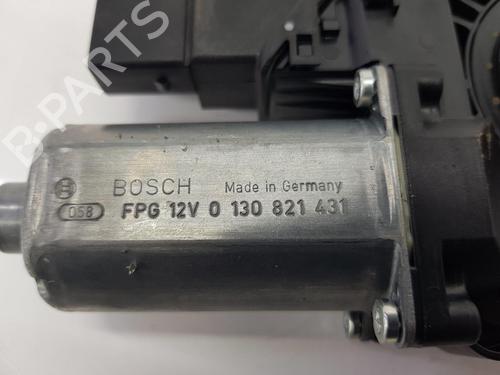 B-PARTS
BOSCH Made in Germany
058 FPG 12V 0 130 821 431